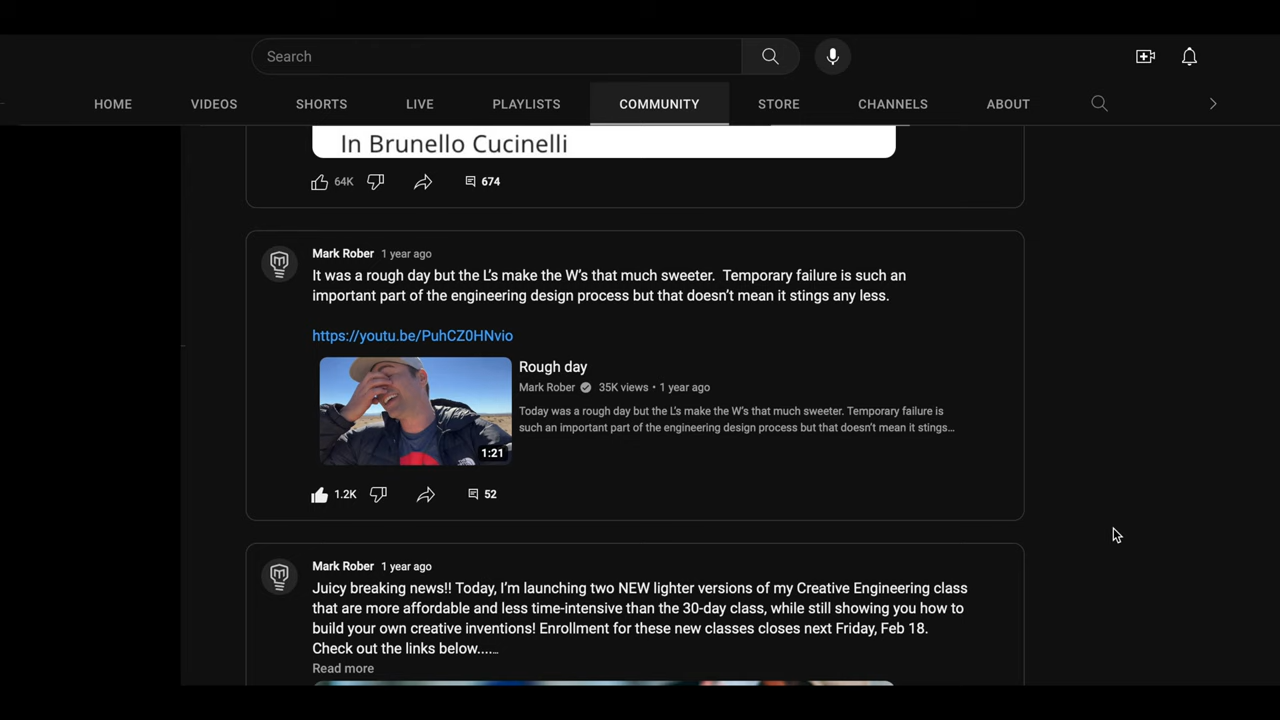 Search
HOME VIDEOS SHORTS LIVE PLAYLISTS COMMUNITY STORE CHANNELS ABOUT
In Brunello Cucinelli
64K 674
Mark Rober 1 year ago
It was a rough day but the L’s make the W’s that much sweeter. Temporary failure is such an
important part of the engineering design process but that doesn’t mean it stings any less.
https://youtu.be/PuhCZ0HNvio
Rough day
Mark Rober 35K views • 1 year ago
Today was a rough day but the L’s make the W’s that much sweeter. Temporary failure is
such an important part of the engineering design process but that doesn’t mean it stings...
1:21
1.2K 52
Mark Rober 1 year ago
Juicy breaking news!! Today, I’m launching two NEW lighter versions of my Creative Engineering class
that are more affordable and less time-intensive than the 30-day class, while still showing you how to
build your own creative inventions! Enrollment for these new classes closes next Friday, Feb 18.
Check out the links below.......
Read more